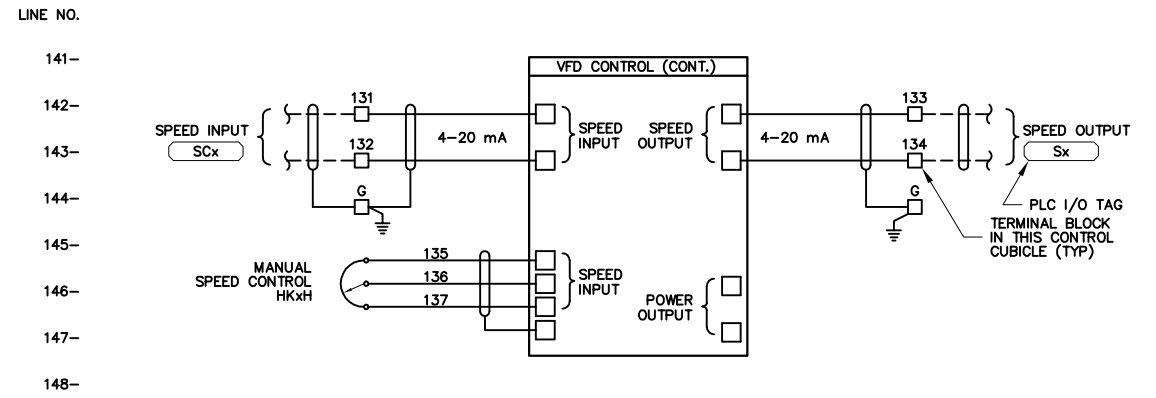 LINE NO.
141-
VFD CONTROL (CONT.)
142-
131
133
SPEED INPUT
SCx
4-20 mA
SPEED
INPUT
SPEED
OUTPUT
4-20 mA
SPEED OUTPUT
Sx
143-
132
134
144-
G
G
PLC I/O TAG
TERMINAL BLOCK
IN THIS CONTROL
CUBICLE (TYP)
145-
MANUAL
SPEED CONTROL
HKxH
135
136
137
SPEED
INPUT
146-
POWER
OUTPUT
147-
148-